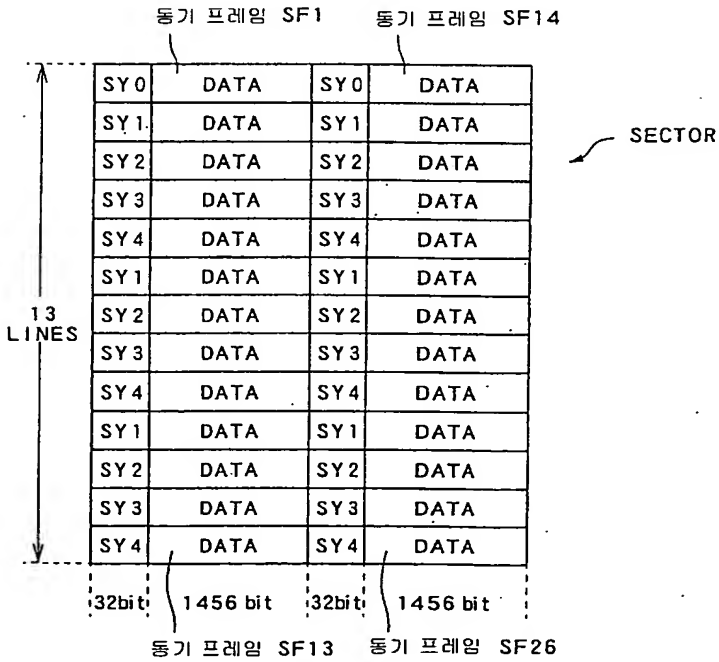 동기 프레임 SF1 동기 프레임 SF14
SY0 DATA SY0 DATA
SY1 DATA SY1 DATA
SECTOR
SY2 DATA SY2 DATA
SY3 DATA SY3 DATA
SY4 DATA SY4 DATA
SY1 DATA SY1 DATA
13
LINES
SY2 DATA SY2 DATA
SY3 DATA SY3 DATA
SY4 DATA SY4 DATA
SY1 DATA SY1 DATA
SY2 DATA SY2 DATA
SY3 DATA SY3 DATA
SY4 DATA SY4 DATA
32bit 1456 bit 32bit 1456 bit
동기 프레임 SF13 동기 프레임 SF26